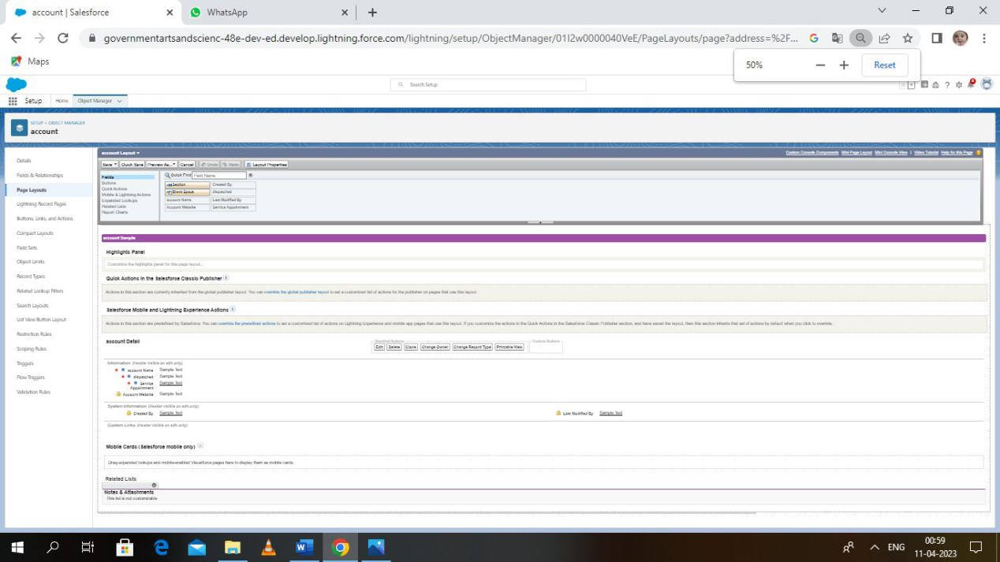 account | Salesforce
WhatsApp
governmentartsandscienc-48e-dev-ed.develop.lightning.force.com/lightning/setup/ObjectManager/01I2w0000040VeE/PageLayouts/page?address=%2F...
Maps
50%
Reset
Search Setup
Setup
Home
Object Manager
SETUP > OBJECT MANAGER
account
Details
Fields & Relationships
Page Layouts
Lightning Record Pages
Buttons, Links, and Actions
Compact Layouts
Field Sets
Object Limits
Record Types
Related Lookup Filters
Search Layouts
List View Button Layout
Restriction Rules
Scoping Rules
Triggers
Flow Triggers
Validation Rules
account Layout
Custom Console Components Mini Page Layout Mini Console View | Video Tutorial Help for this Page
Save Quick Save Preview As... Cancel Undo Redo Layout Properties
Fields
Buttons
Quick Actions
Mobile & Lightning Actions
Expanded Lookups
Related Lists
Report Charts
Quick Find Field Name
Section Created By
Blank Space dispatched
account Name Last Modified By
Account Website Service Appointment
account Sample
Highlights Panel
Customize the highlights panel for this page layout...
Quick Actions in the Salesforce Classic Publisher
Actions in this section are currently inherited from the global publisher layout. You can override the global publisher layout to set a customized list of actions for the publisher on pages that use this layout.
Salesforce Mobile and Lightning Experience Actions
Actions in this section are predefined by Salesforce. You can override the predefined actions to set a customized list of actions on Lightning Experience and mobile app pages that use this layout. If you customize the actions in the Quick Actions in the Salesforce Classic Publisher section, and have saved the layout, then this section inherits that set of actions by default when you click to override.
account Detail
Standard Buttons
Edit Delete Clone Change Owner Change Record Type Printable View
Custom Buttons
Information (Header visible on edit only)
account Name Sample Text
dispatched Sample Text
Service Appointment Sample Text
Account Website Sample Text
System Information (Header visible on edit only)
Created By Sample Text
Last Modified By Sample Text
Custom Links (Header visible on edit only)
Mobile Cards (Salesforce mobile only)
Drag expanded lookups and mobile-enabled Visualforce pages here to display them as mobile cards.
Related Lists
Notes & Attachments
This list is not customizable
ENG
00:59
11-04-2023